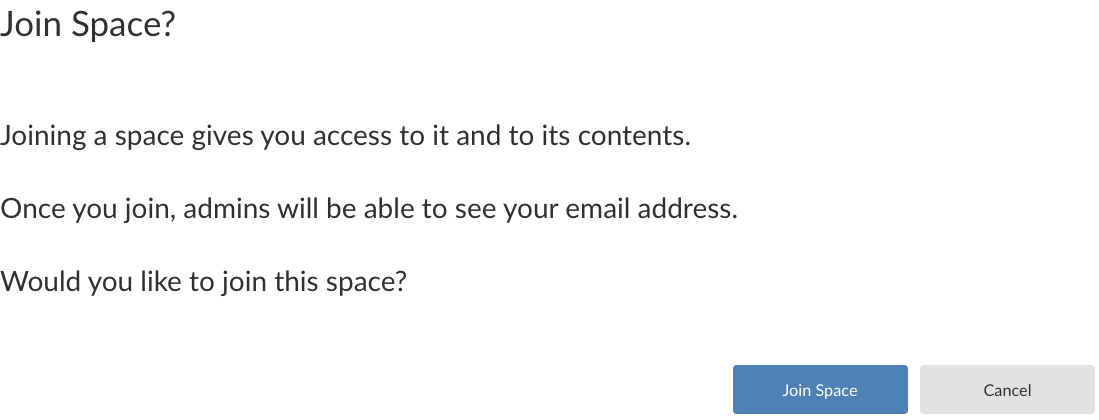 Join Space?
Joining a space gives you access to it and to its contents.
Once you join, admins will be able to see your email address.
Would you like to join this space?
Join Space
Cancel